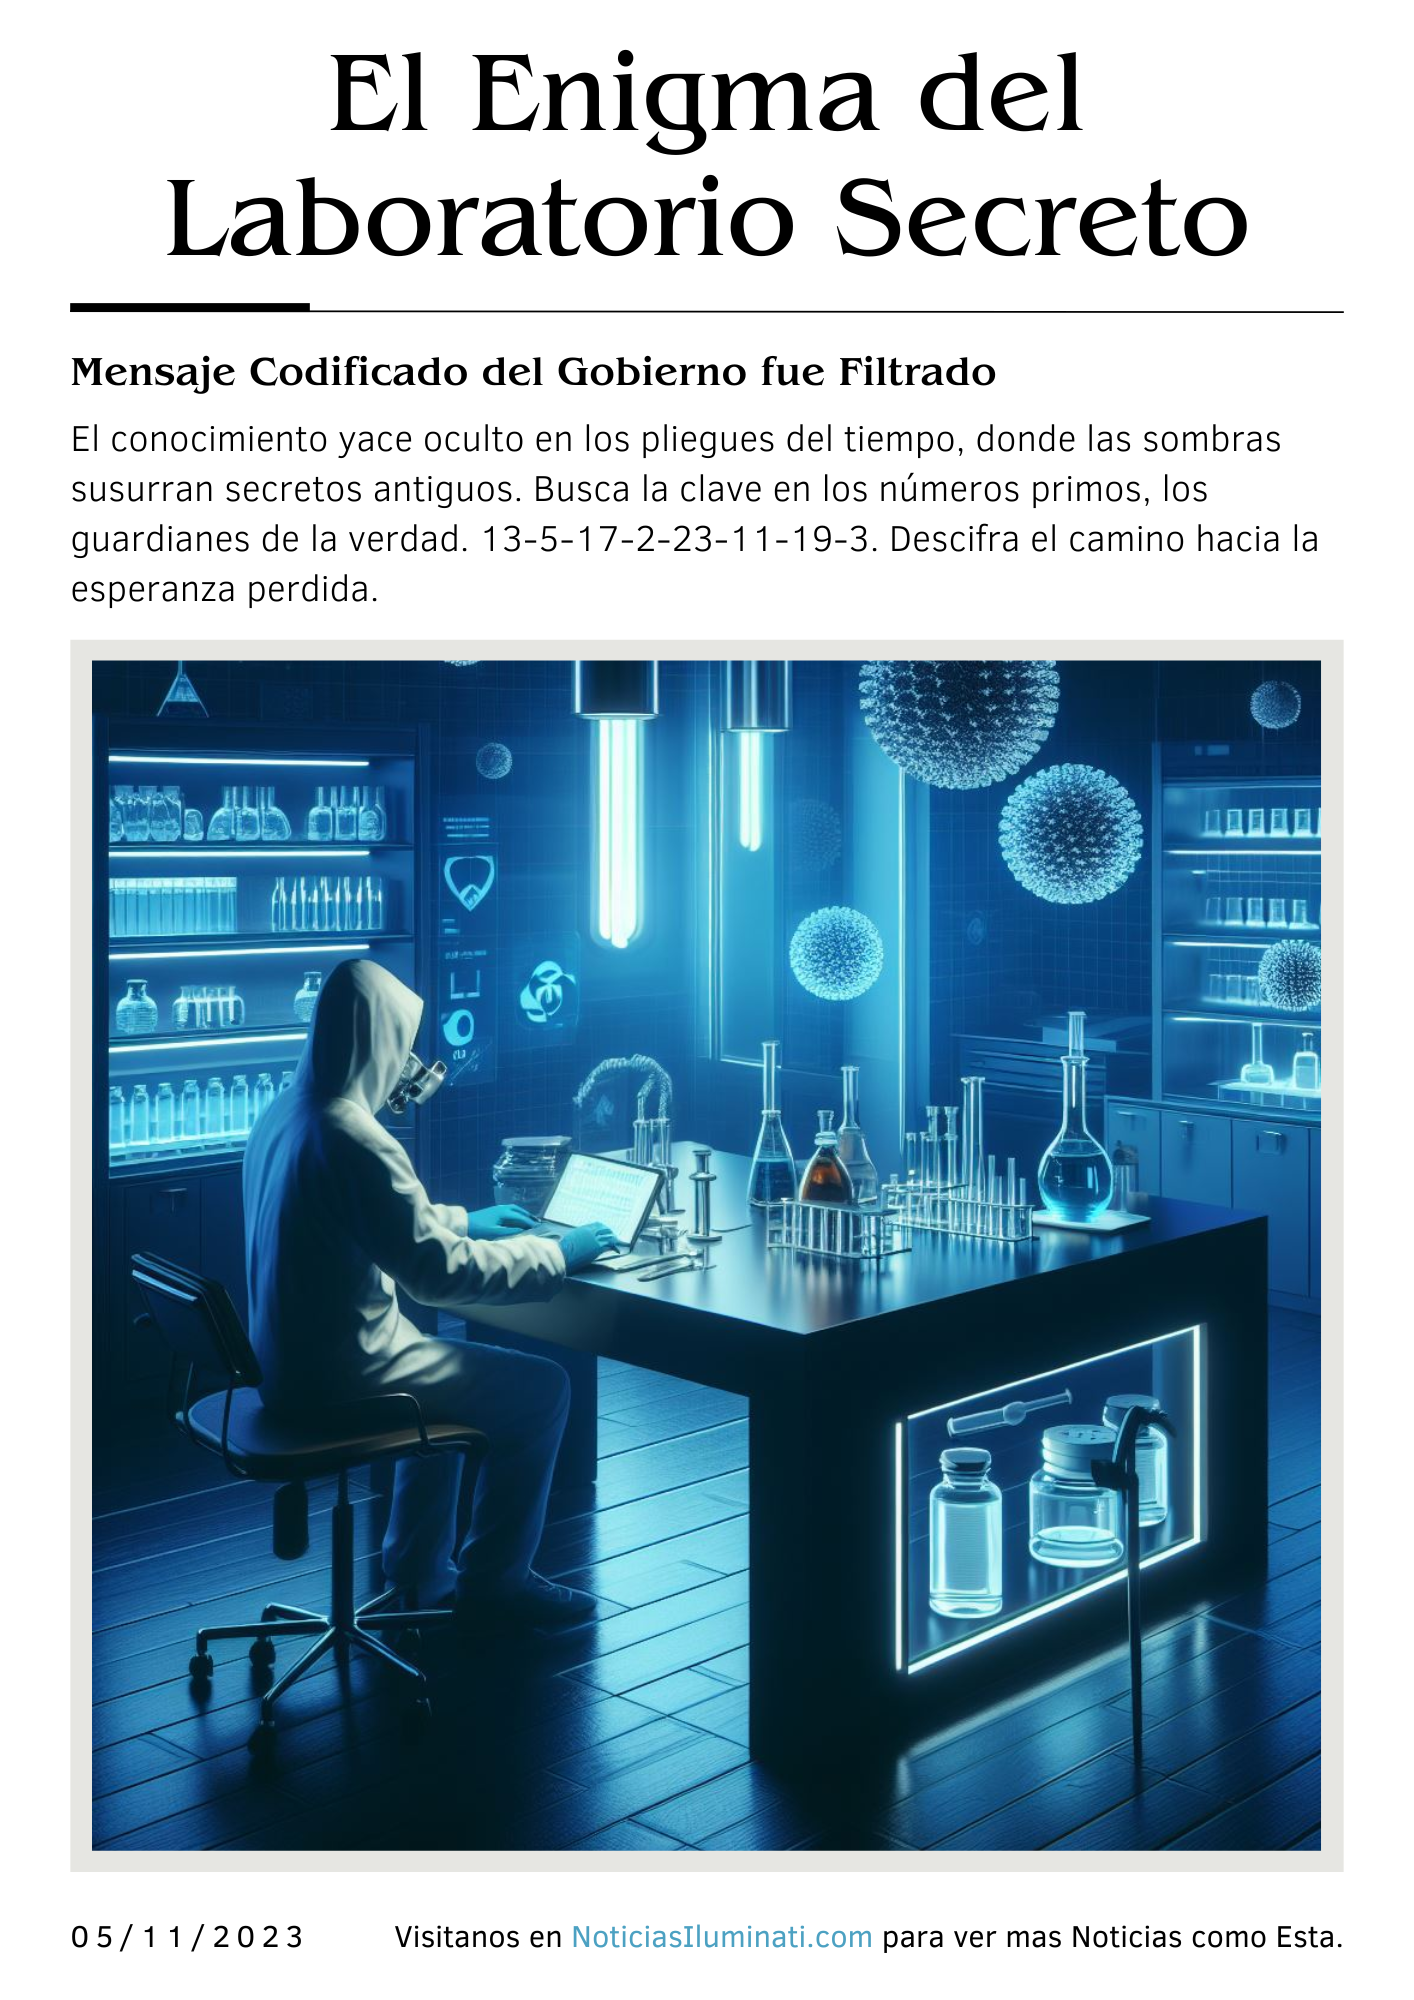 El Enigma del
Laboratorio Secreto
Mensaje Codificado del Gobierno fue Filtrado
El conocimiento yace oculto en los pliegues del tiempo, donde las sombras
susurran secretos antiguos. Busca la clave en los números primos, los
guardianes de la verdad. 13-5-17-2-23-11-19-3. Descifra el camino hacia la
esperanza perdida.
05/11/2023
Visitanos en NoticiasIluminati.com para ver mas Noticias como Esta.